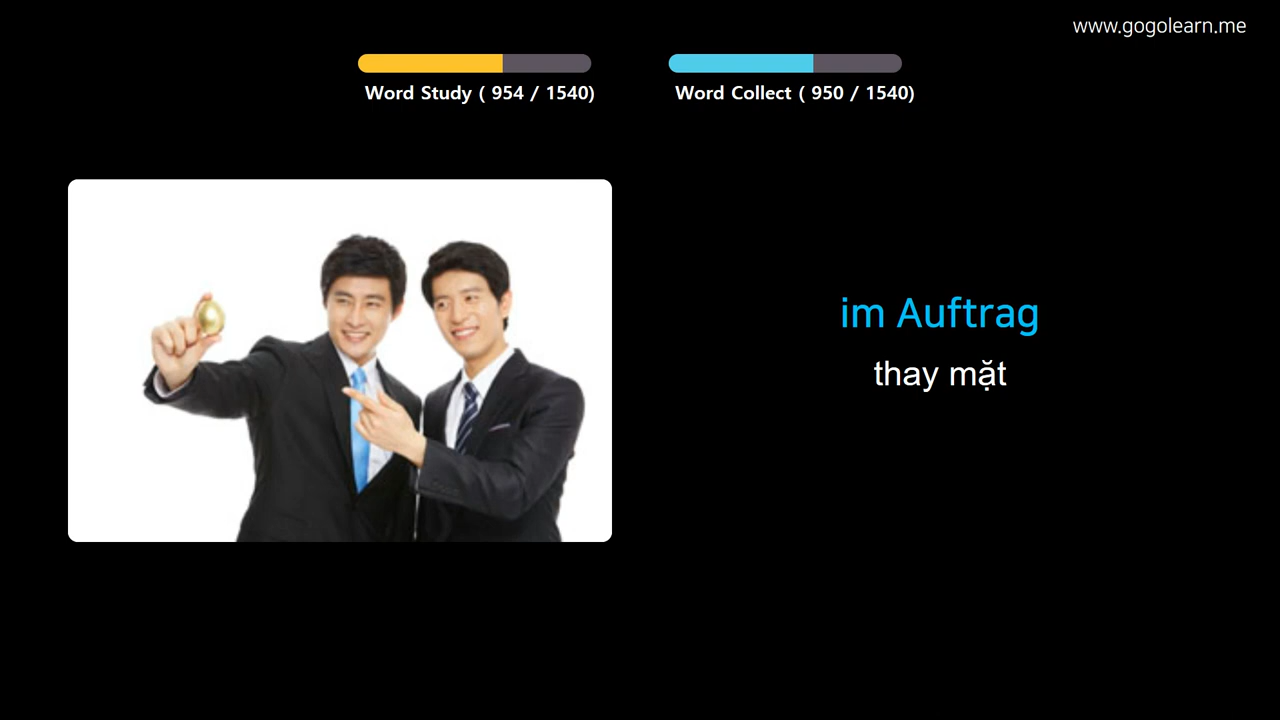 www.gogolearn.me
Word Study ( 954 / 1540)
Word Collect ( 950 / 1540)
im Auftrag
thay mặt